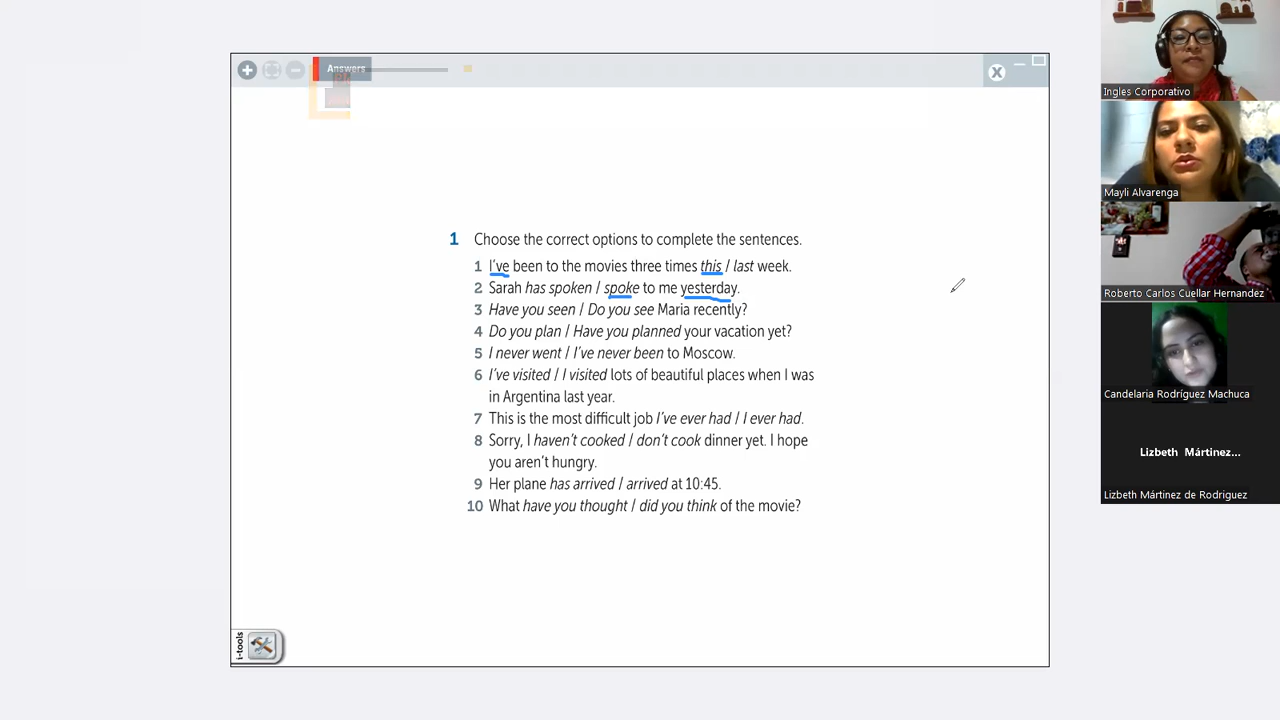 Answers
1 Choose the correct options to complete the sentences.
1 I've been to the movies three times this / last week.
2 Sarah has spoken / spoke to me yesterday.
3 Have you seen / Do you see Maria recently?
4 Do you plan / Have you planned your vacation yet?
5 I never went / I've never been to Moscow.
6 I've visited / I visited lots of beautiful places when I was
in Argentina last year.
7 This is the most difficult job I've ever had / I ever had.
8 Sorry, I haven't cooked / don't cook dinner yet. I hope
you aren't hungry.
9 Her plane has arrived / arrived at 10:45.
10 What have you thought / did you think of the movie?
i-tools
Ingles Corporativo
Mayli Alvarenga
Roberto Carlos Cuellar Hernandez
Candelaria Rodríguez Machuca
Lizbeth Mártinez...
Lizbeth Mártinez de Rodriguez